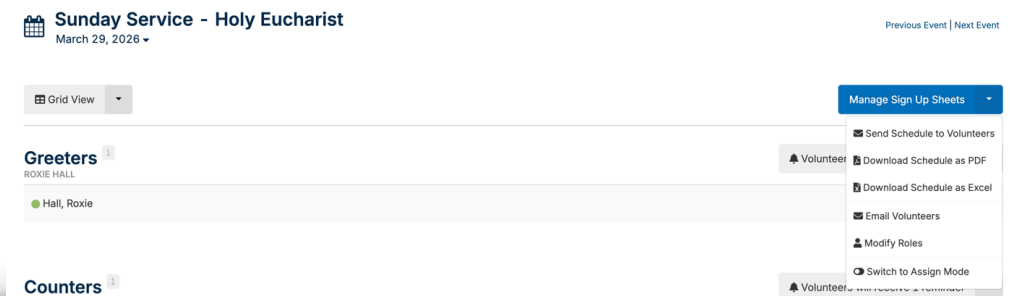 Sunday Service - Holy Eucharist
March 29, 2026
Previous Event | Next Event
Grid View
Manage Sign Up Sheets
Send Schedule to Volunteers
Download Schedule as PDF
Download Schedule as Excel
Email Volunteers
Modify Roles
Switch to Assign Mode
Greeters 1
ROXIE HALL
Volunteer
Hall, Roxie
Counters 1
Volunteers will receive 1 reminder